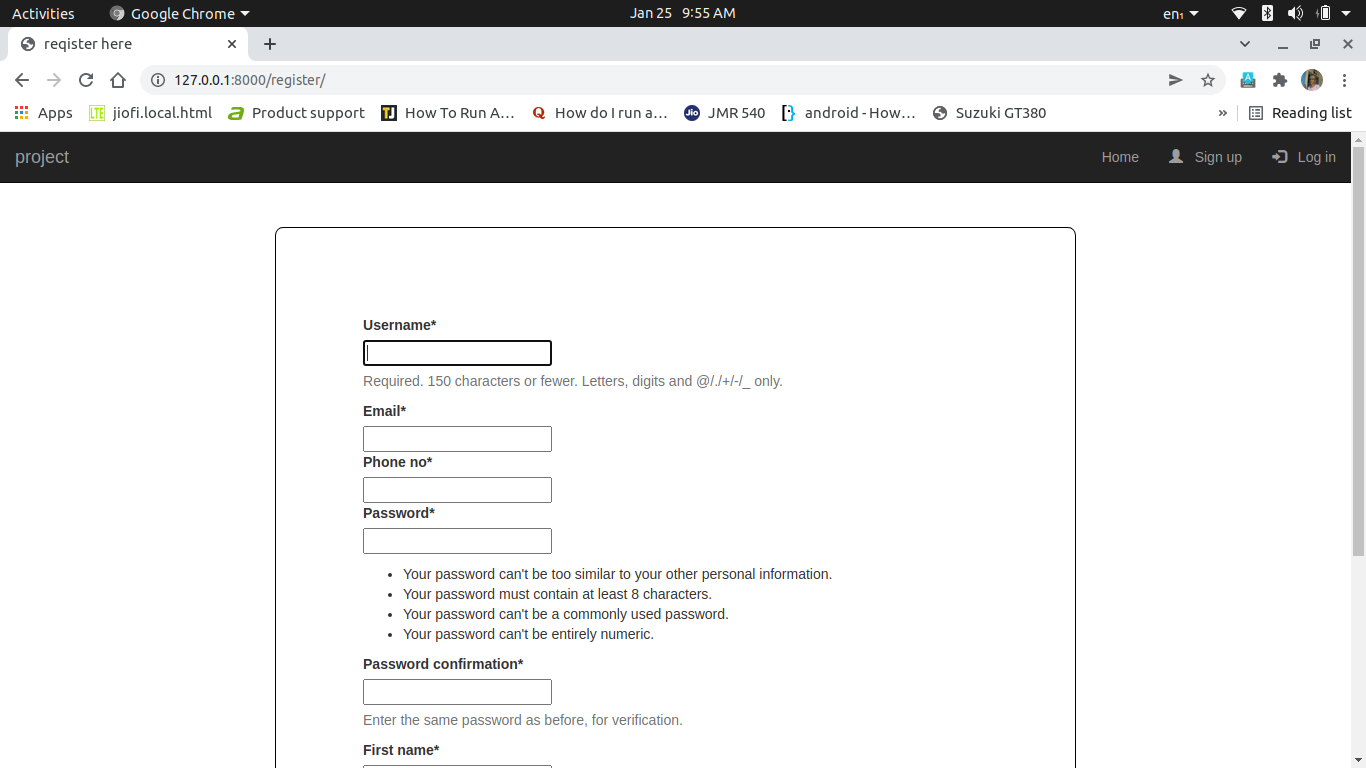 Activities Google Chrome Jan 25 9:55 AM en₁
reqister here
127.0.0.1:8000/register/
Apps jiofi.local.html Product support How To Run A… How do I run a… JMR 540 android - How… Suzuki GT380 » Reading list
project Home Sign up Log in
Username*
Required. 150 characters or fewer. Letters, digits and @/./+/-/_ only.
Email*
Phone no*
Password*
• Your password can't be too similar to your other personal information.
• Your password must contain at least 8 characters.
• Your password can't be a commonly used password.
• Your password can't be entirely numeric.
Password confirmation*
Enter the same password as before, for verification.
First name*